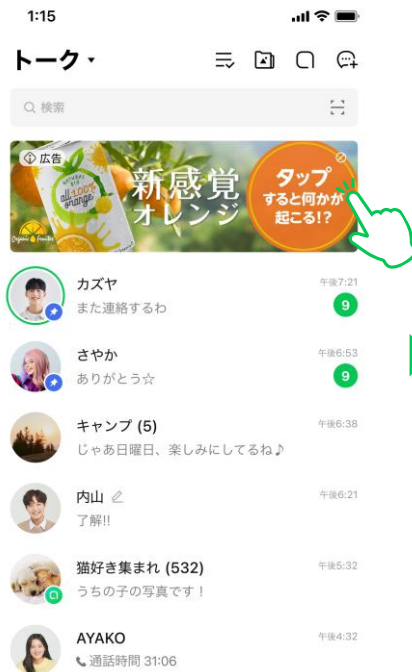 1:15
トーク
検索
広告
NATURAL
all 100%
orange
新感覚
オレンジ
タップ
すると何かが
起こる!?
Organic Fruits
カズヤ
午後7:21
また連絡するわ
9
さやか
午後6:53
ありがとう☆
9
キャンプ (5)
午後6:38
じゃあ日曜日、楽しみにしてるね♪
内山
午後6:21
了解!!
猫好き集まれ (532)
午後5:32
うちの子の写真です！
AYAKO
午後4:32
通話時間 31:06